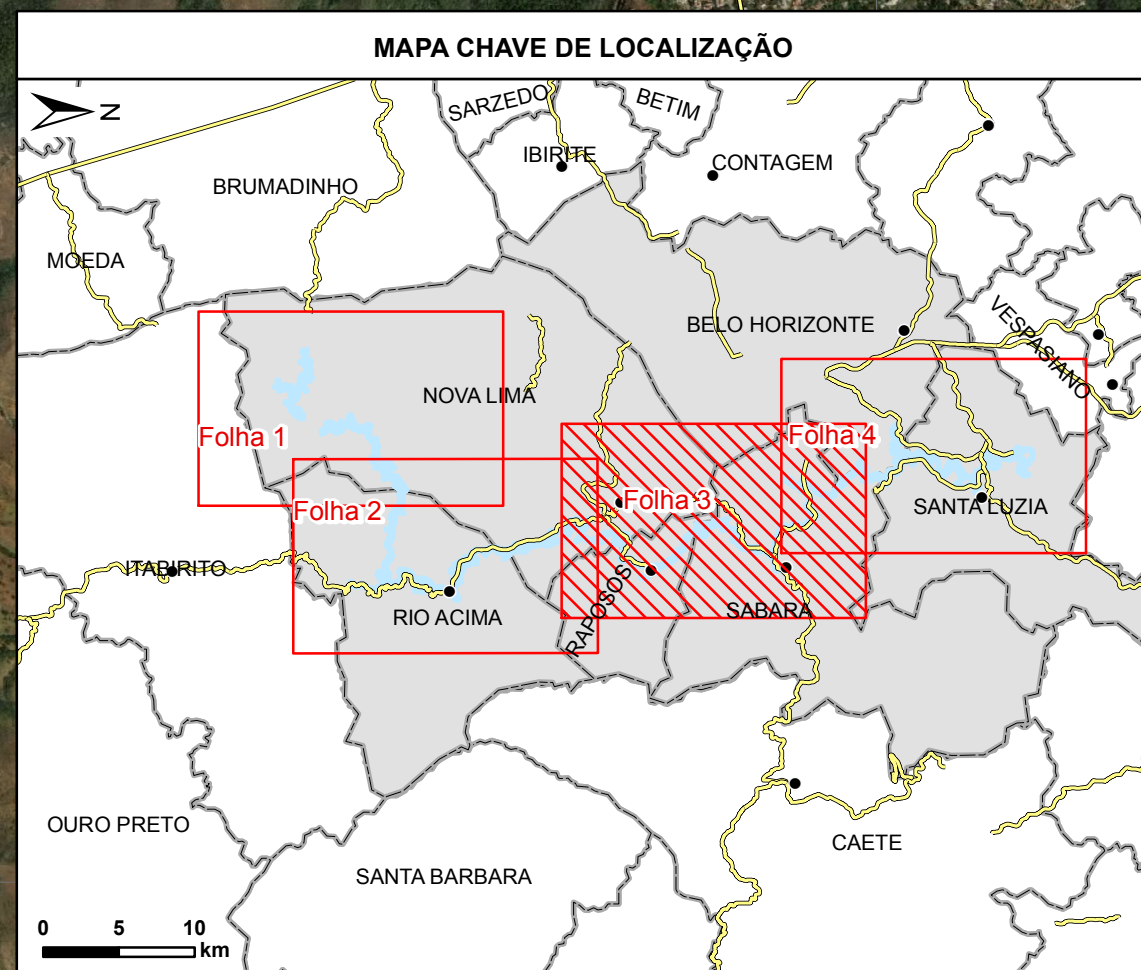 MAPA CHAVE DE LOCALIZAÇÃO
N
SARZEDO
BETIM
IBIRITE
CONTAGEM
BRUMADINHO
MOEDA
VESPASIANO
BELO HORIZONTE
NOVA LIMA
Folha 1
Folha 4
Folha 3
Folha 2
SANTA LUZIA
ITABIRITO
RAPOSOS
SABARA
RIO ACIMA
OURO PRETO
CAETE
SANTA BARBARA
0 5 10
km